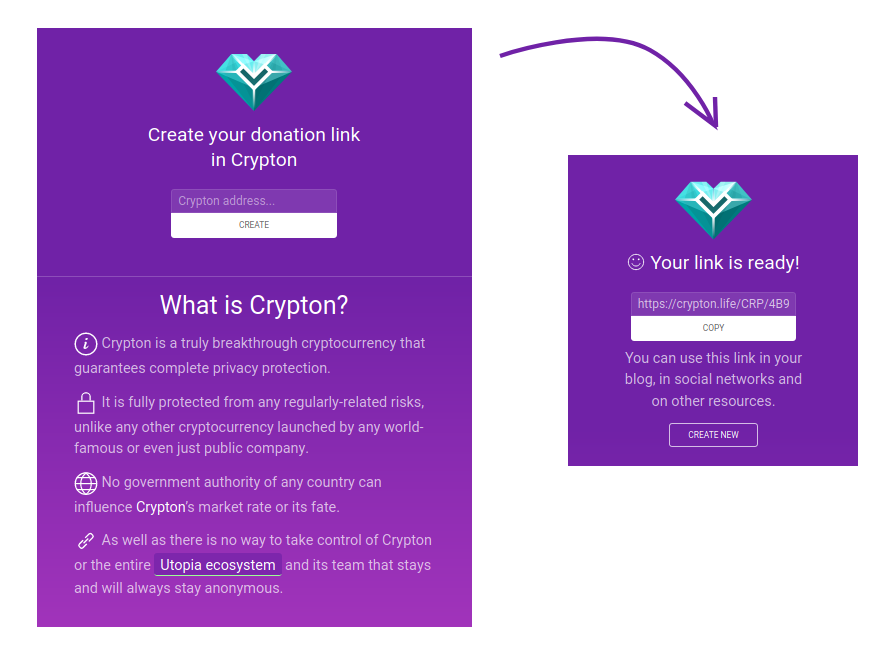 Create your donation link
in Crypton
Crypton address...
CREATE
What is Crypton?
Crypton is a truly breakthrough cryptocurrency that
guarantees complete privacy protection.
It is fully protected from any regularly-related risks,
unlike any other cryptocurrency launched by any world-
famous or even just public company.
No government authority of any country can
influence Crypton's market rate or its fate.
As well as there is no way to take control of Crypton
or the entire Utopia ecosystem and its team that stays
and will always stay anonymous.
Your link is ready!
https://crypton.life/CRP/4B9
COPY
You can use this link in your
blog, in social networks and
on other resources.
CREATE NEW